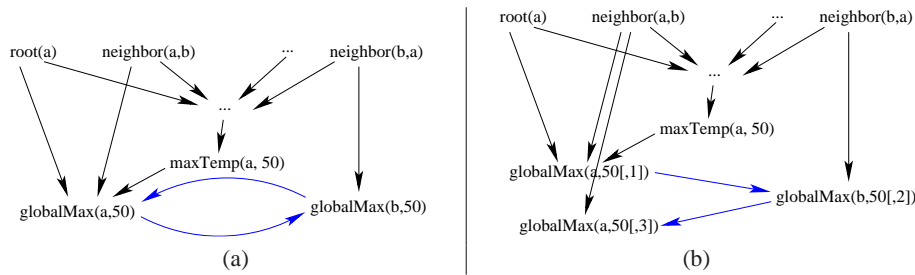 root(a) neighbor(a,b) ... neighbor(b,a)
...
maxTemp(a, 50)
globalMax(a,50) globalMax(b,50)
(a)
root(a) neighbor(a,b) ... neighbor(b,a)
...
maxTemp(a, 50)
globalMax(a,50[,1])
globalMax(b,50[,2])
globalMax(a,50[,3])
(b)